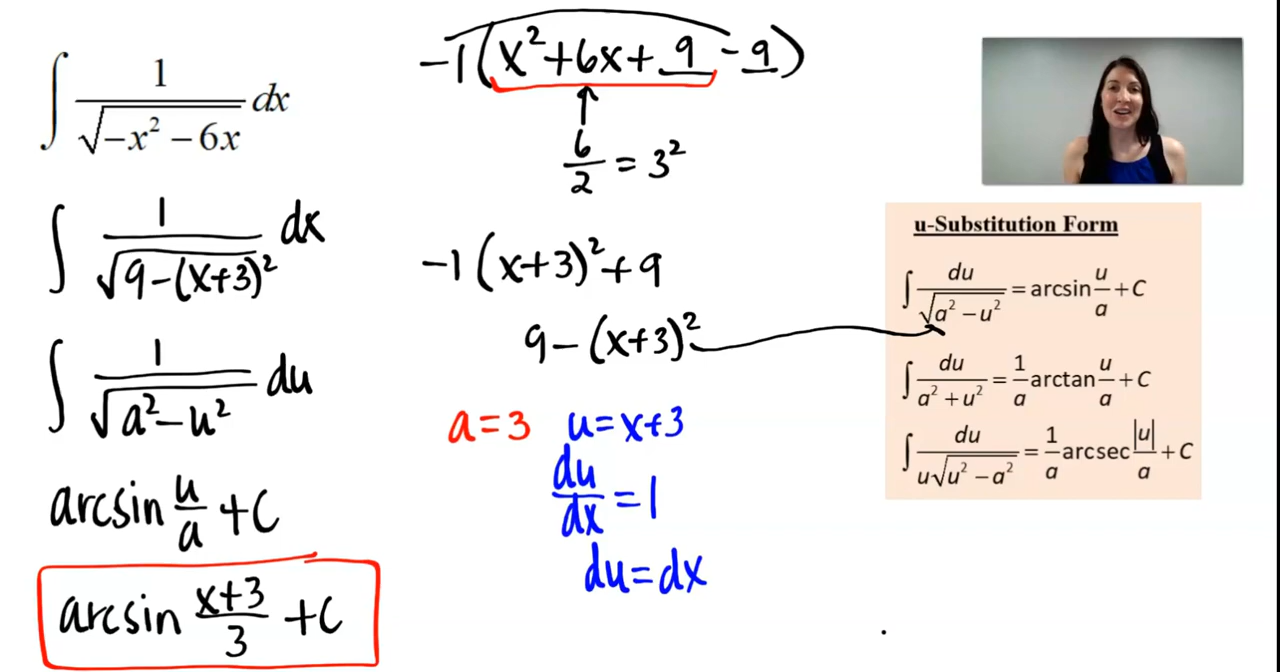 ∫ 1/√(−x² − 6x) dx
∫ 1/√(9−(x+3)²) dx
∫ 1/√(a²−u²) du
arcsin u/a +C
arcsin (x+3)/3 +C
−1(x²+6x+ 9 − 9)
6/2 = 3²
−1(x+3)²+9
9−(x+3)²
a=3 u=x+3
du/dx =1
du=dx
u-Substitution Form
∫ du/√(a² − u²) = arcsin u/a + C
∫ du/(a² + u²) = 1/a arctan u/a + C
∫ du/(u√(u² − a²)) = 1/a arcsec |u|/a + C